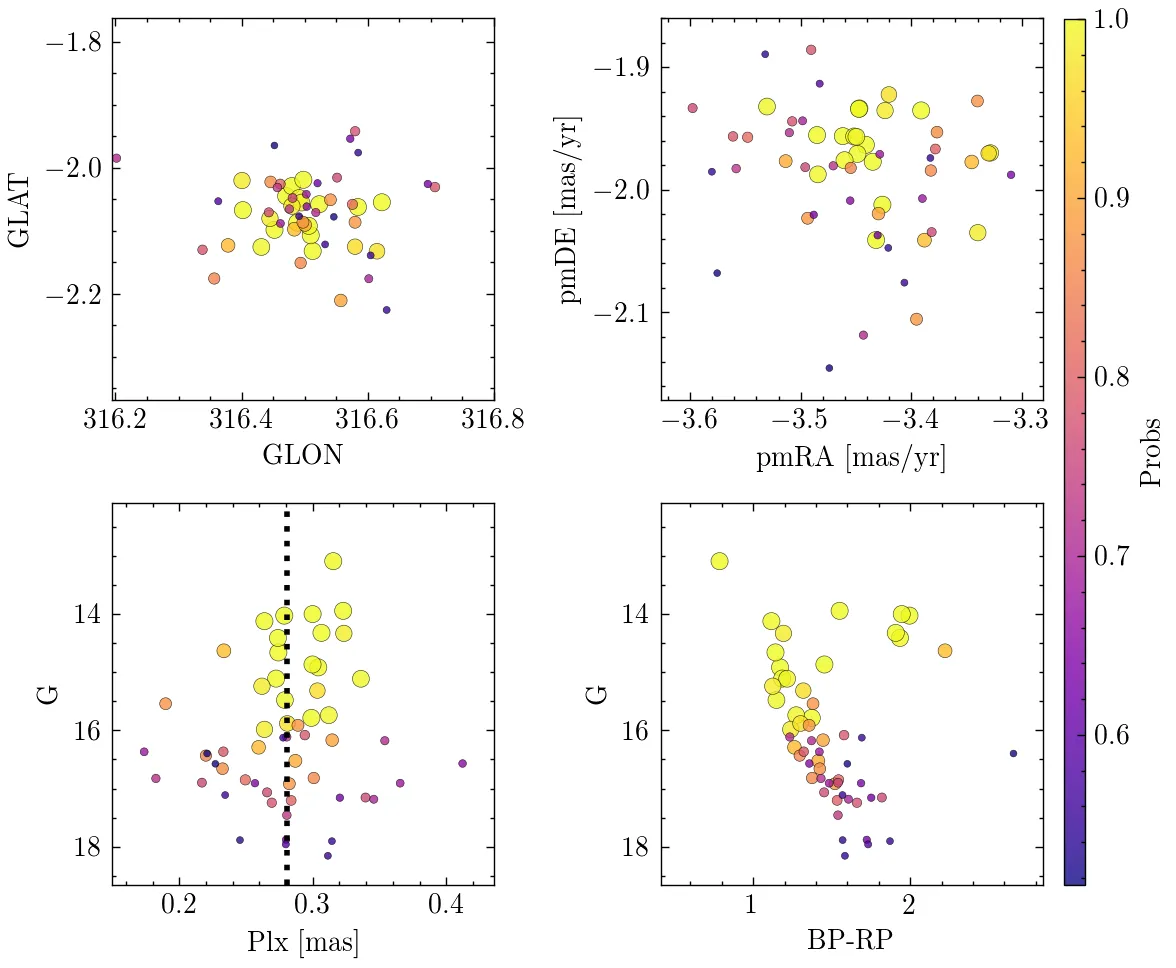 −1.8
−2.0
−2.2
GLAT
316.2 316.4 316.6 316.8
GLON
−1.9
−2.0
−2.1
pmDE [mas/yr]
−3.6 −3.5 −3.4 −3.3
pmRA [mas/yr]
1.0
0.9
0.8
0.7
0.6
Probs
14
16
18
G
0.2 0.3 0.4
Plx [mas]
14
16
18
G
1 2
BP-RP